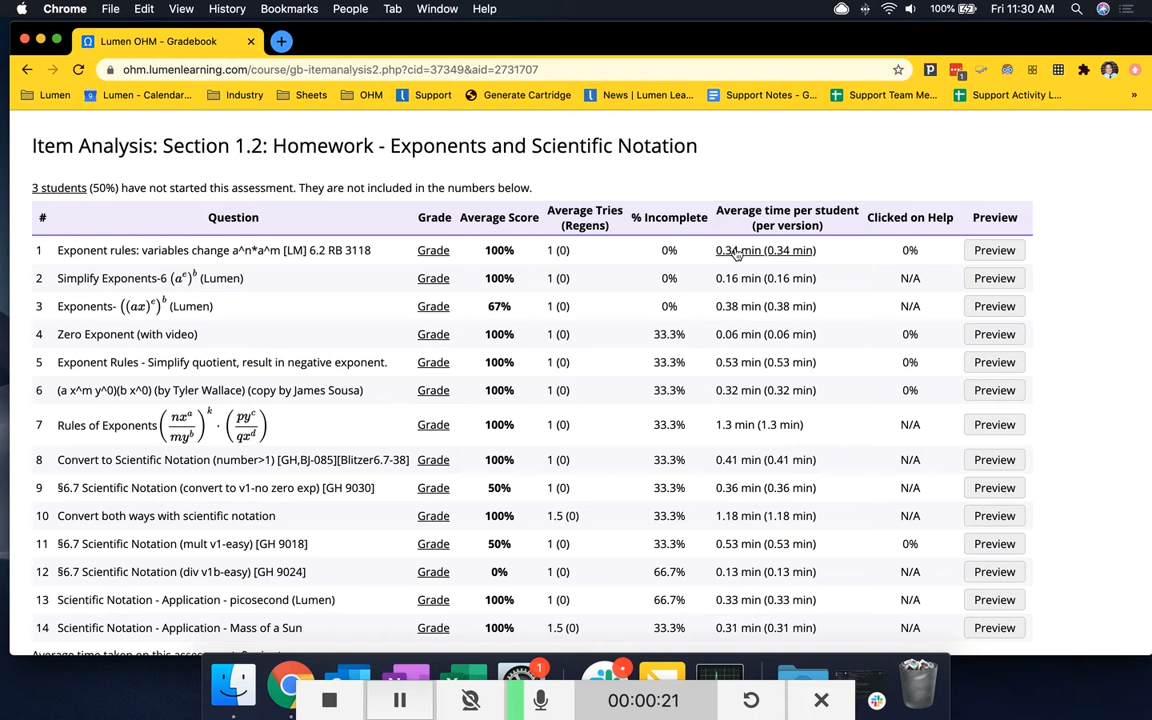 Chrome File Edit View History Bookmarks People Tab Window Help 100% Fri 11:30 AM
Lumen OHM - Gradebook
ohm.lumenlearning.com/course/gb-itemanalysis2.php?cid=37349&aid=2731707
Lumen Lumen - Calendar... Industry Sheets OHM Support Generate Cartridge News | Lumen Lea... Support Notes - G... Support Team Me... Support Activity L... »
Item Analysis: Section 1.2: Homework - Exponents and Scientific Notation
3 students (50%) have not started this assessment. They are not included in the numbers below.
# Question Grade Average Score Average Tries (Regens) % Incomplete Average time per student (per version) Clicked on Help Preview
1 Exponent rules: variables change a^n*a^m [LM] 6.2 RB 3118 Grade 100% 1 (0) 0% 0.34 min (0.34 min) 0% Preview
2 Simplify Exponents-6 (a^e)^b (Lumen) Grade 100% 1 (0) 0% 0.16 min (0.16 min) N/A Preview
3 Exponents- ((ax)^e)^b (Lumen) Grade 67% 1 (0) 0% 0.38 min (0.38 min) N/A Preview
4 Zero Exponent (with video) Grade 100% 1 (0) 33.3% 0.06 min (0.06 min) 0% Preview
5 Exponent Rules - Simplify quotient, result in negative exponent. Grade 100% 1 (0) 33.3% 0.53 min (0.53 min) 0% Preview
6 (a x^m y^0)(b x^0) (by Tyler Wallace) (copy by James Sousa) Grade 100% 1 (0) 33.3% 0.32 min (0.32 min) 0% Preview
7 Rules of Exponents (nx^a/my^b)^k · (py^c/qx^d) Grade 100% 1 (0) 33.3% 1.3 min (1.3 min) N/A Preview
8 Convert to Scientific Notation (number>1) [GH,BJ-085][Blitzer6.7-38] Grade 100% 1 (0) 33.3% 0.41 min (0.41 min) N/A Preview
9 §6.7 Scientific Notation (convert to v1-no zero exp) [GH 9030] Grade 50% 1 (0) 33.3% 0.36 min (0.36 min) N/A Preview
10 Convert both ways with scientific notation Grade 100% 1.5 (0) 33.3% 1.18 min (1.18 min) N/A Preview
11 §6.7 Scientific Notation (mult v1-easy) [GH 9018] Grade 50% 1 (0) 33.3% 0.53 min (0.53 min) 0% Preview
12 §6.7 Scientific Notation (div v1b-easy) [GH 9024] Grade 0% 1 (0) 66.7% 0.13 min (0.13 min) N/A Preview
13 Scientific Notation - Application - picosecond (Lumen) Grade 100% 1 (0) 66.7% 0.33 min (0.33 min) N/A Preview
14 Scientific Notation - Application - Mass of a Sun Grade 100% 1.5 (0) 33.3% 0.31 min (0.31 min) N/A Preview
00:00:21